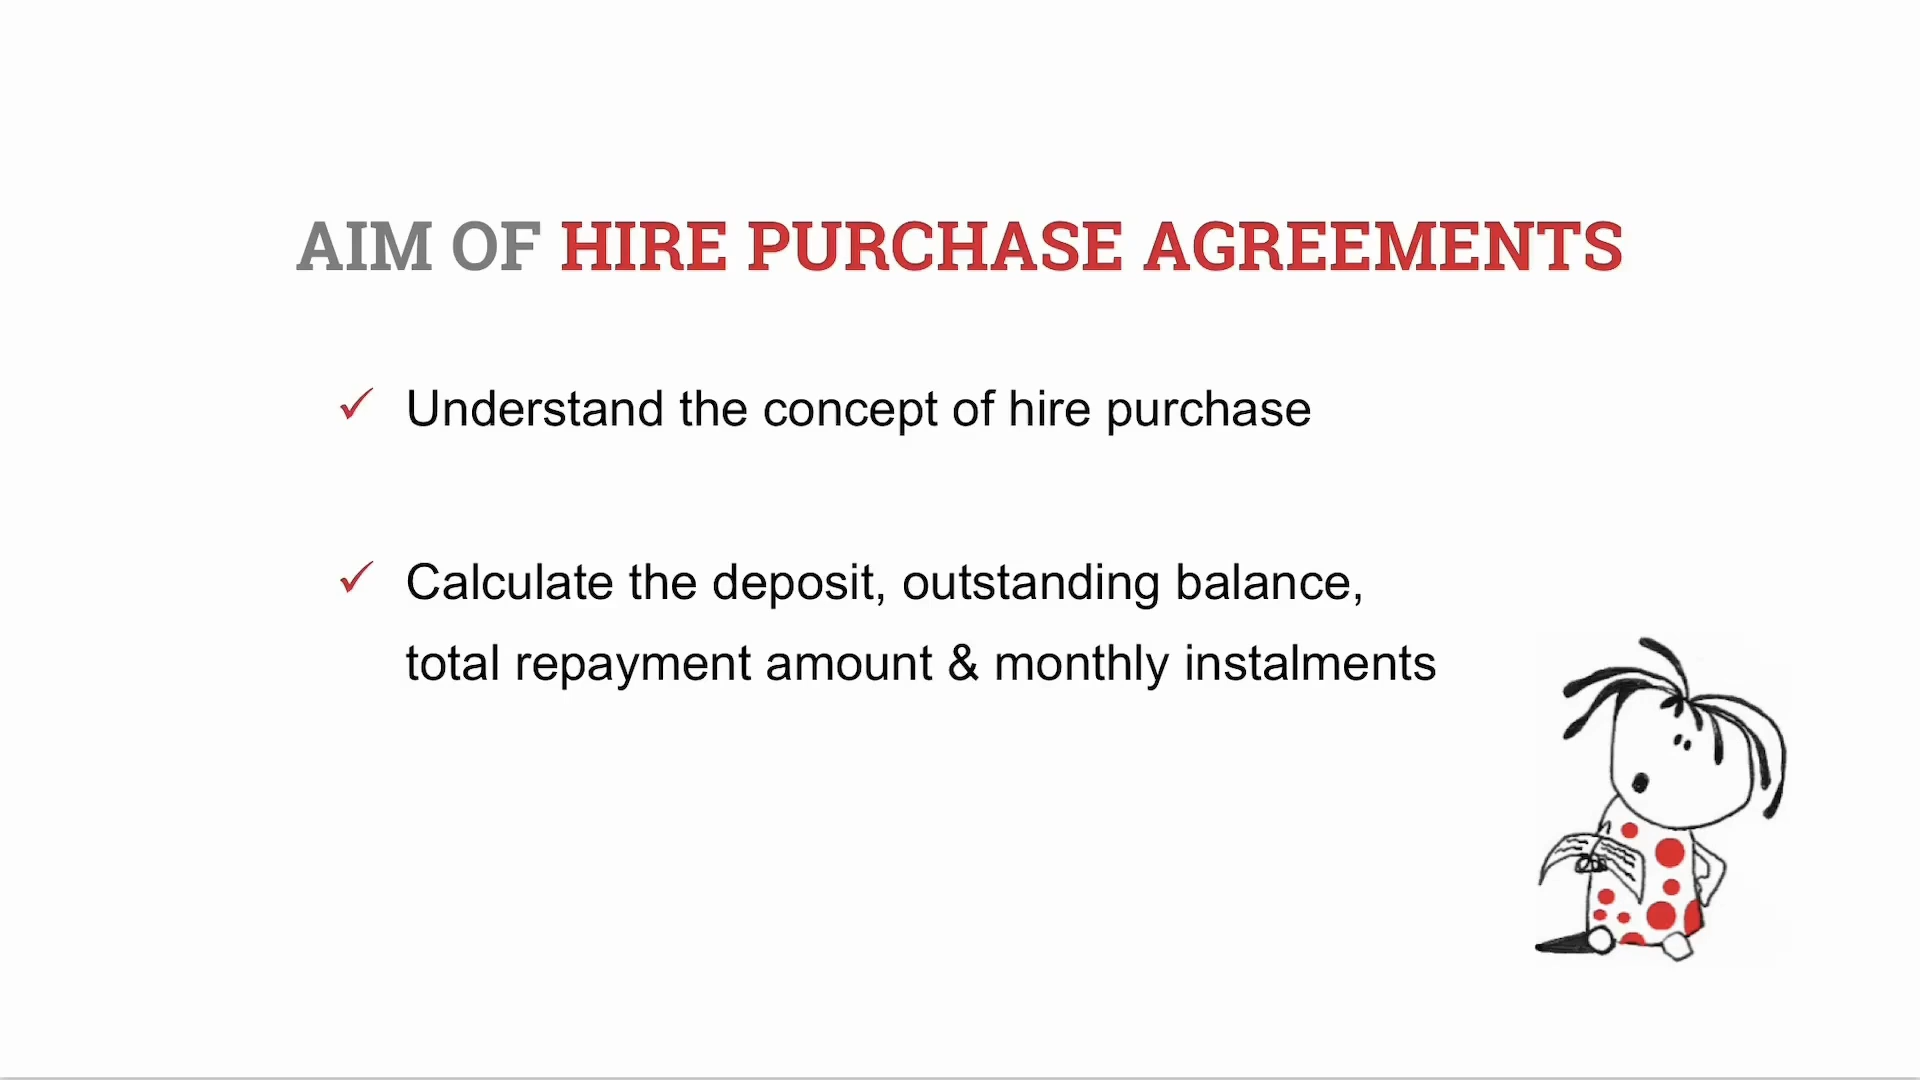 AIM OF HIRE PURCHASE AGREEMENTS
✓ Understand the concept of hire purchase
✓ Calculate the deposit, outstanding balance,
total repayment amount & monthly instalments